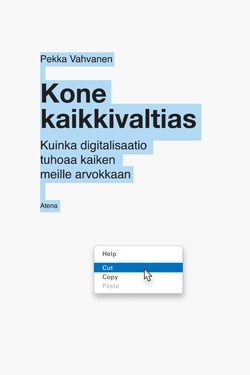 Pekka Vahvanen
Kone
kaikkivaltias
Kuinka digitalisaatio
tuhoaa kaiken
meille arvokkaan
Atena
Help
Cut
Copy
Paste